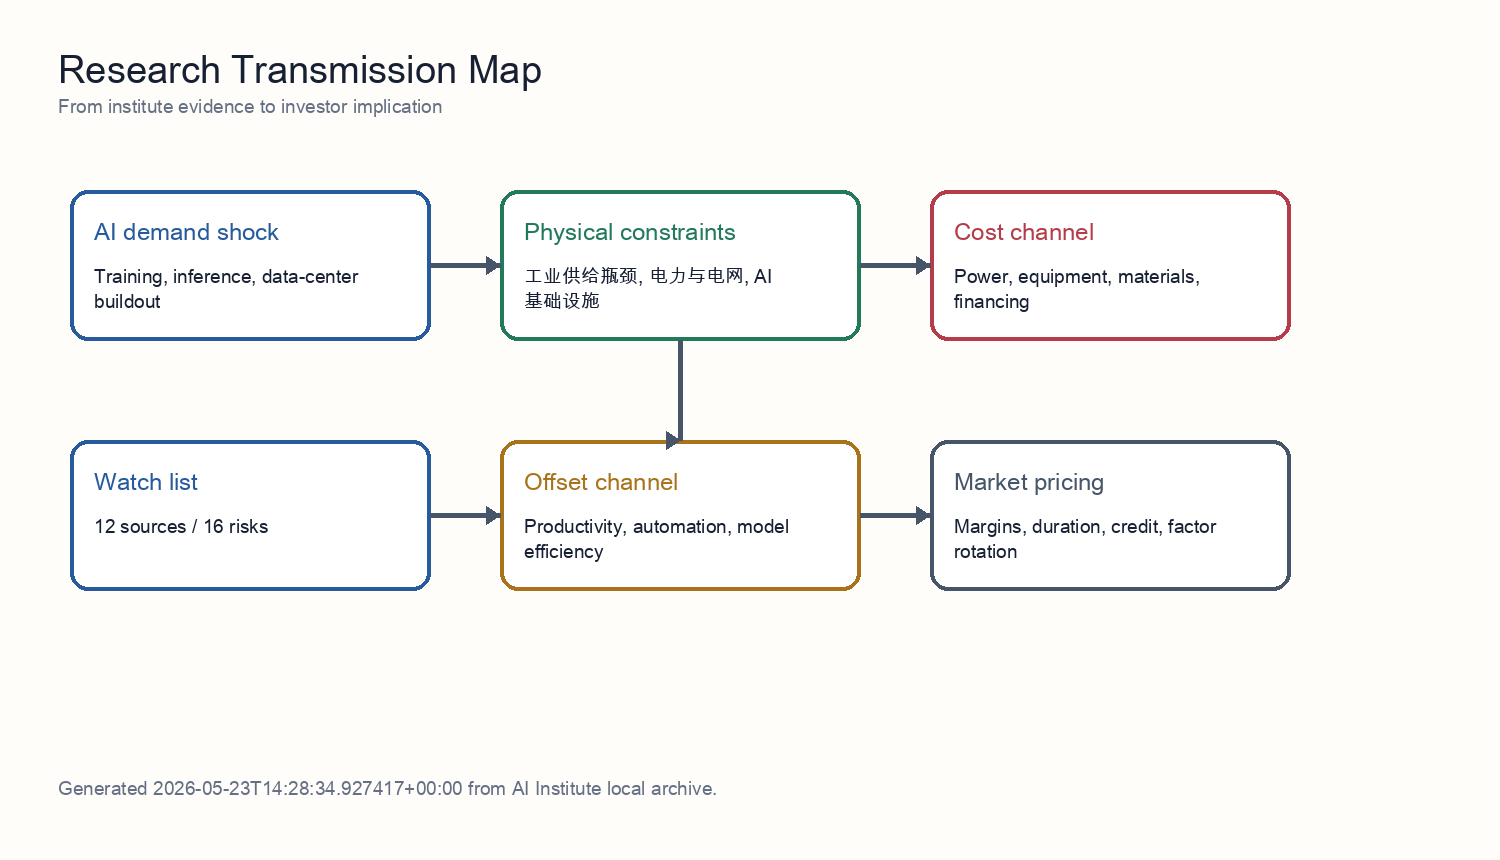 Research Transmission Map
From institute evidence to investor implication
AI demand shock
Training, inference, data-center
buildout
Physical constraints
工业供给瓶颈, 电力与电网, AI
基础设施
Cost channel
Power, equipment, materials,
financing
Watch list
12 sources / 16 risks
Offset channel
Productivity, automation, model
efficiency
Market pricing
Margins, duration, credit, factor
rotation
Generated 2026-05-23T14:28:34.927417+00:00 from AI Institute local archive.